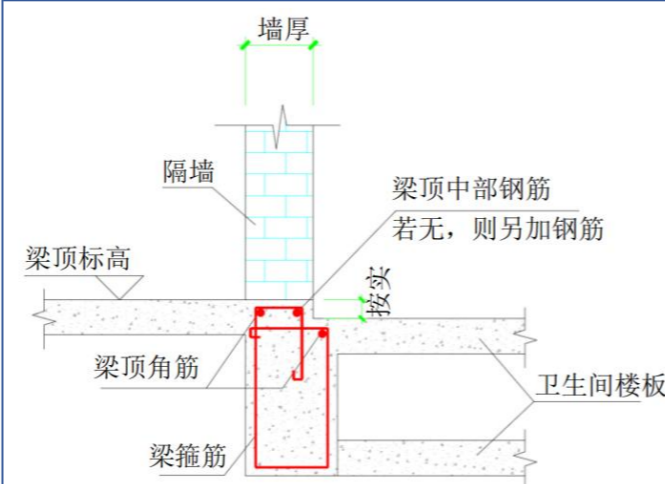 墙厚
隔墙
梁顶中部钢筋
若无，则另加钢筋
梁顶标高
按实
梁顶角筋
卫生间楼板
梁箍筋